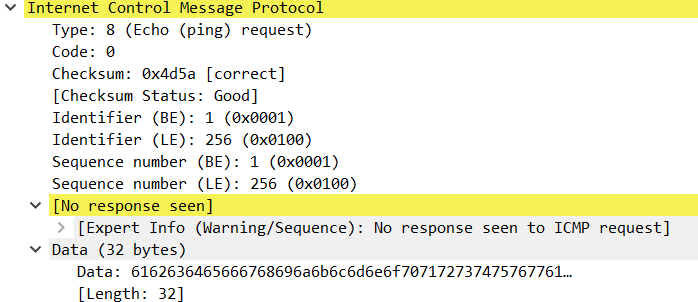 Internet Control Message Protocol
Type: 8 (Echo (ping) request)
Code: 0
Checksum: 0x4d5a [correct]
[Checksum Status: Good]
Identifier (BE): 1 (0x0001)
Identifier (LE): 256 (0x0100)
Sequence number (BE): 1 (0x0001)
Sequence number (LE): 256 (0x0100)
[No response seen]
[Expert Info (Warning/Sequence): No response seen to ICMP request]
Data (32 bytes)
Data: 6162636465666768696a6b6c6d6e6f7071727374757677​61…
[Length: 32]